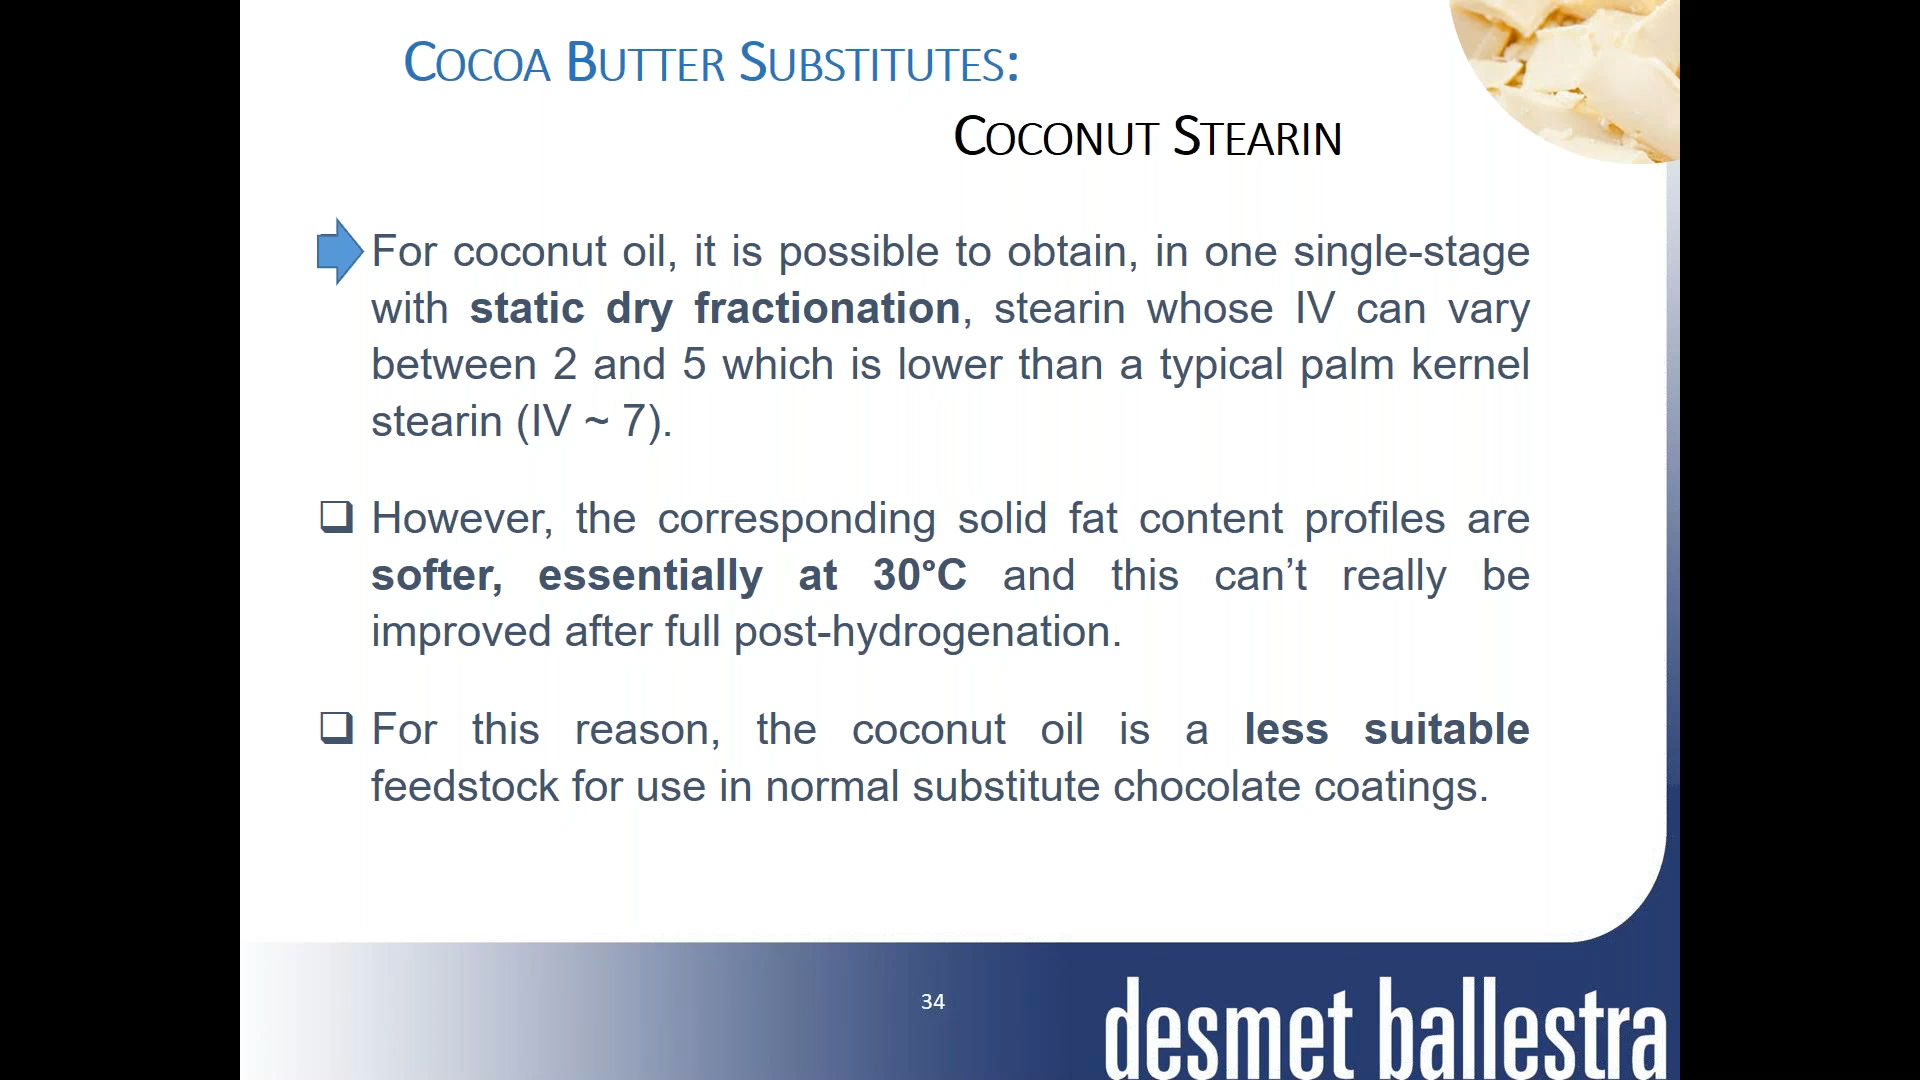 Cocoa Butter Substitutes:
Coconut Stearin
For coconut oil, it is possible to obtain, in one single-stage
with static dry fractionation, stearin whose IV can vary
between 2 and 5 which is lower than a typical palm kernel
stearin (IV ~ 7).
However, the corresponding solid fat content profiles are
softer, essentially at 30°C and this can’t really be
improved after full post-hydrogenation.
For this reason, the coconut oil is a less suitable
feedstock for use in normal substitute chocolate coatings.
34
desmet ballestra